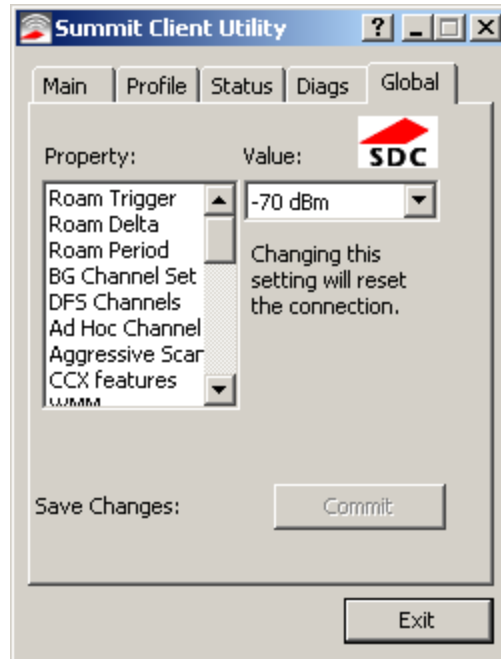 Summit Client Utility
Main Profile Status Diags Global
Property:
Value:
SDC
Roam Trigger
Roam Delta
Roam Period
BG Channel Set
DFS Channels
Ad Hoc Channel
Aggressive Scar
CCX features
WMM
-70 dBm
Changing this
setting will reset
the connection.
Save Changes:
Commit
Exit